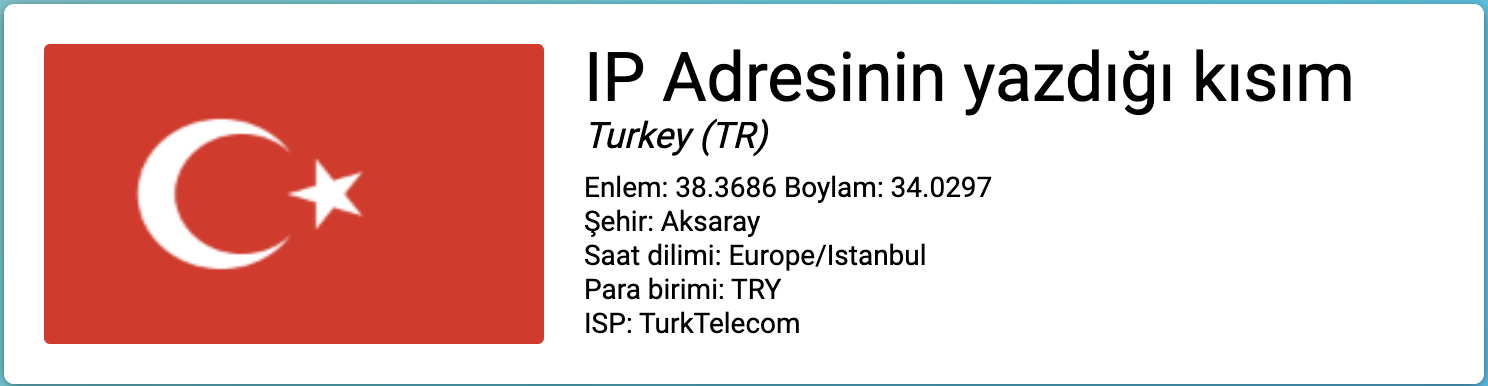 IP Adresinin yazdığı kısım
Turkey (TR)
Enlem: 38.3686 Boylam: 34.0297
Şehir: Aksaray
Saat dilimi: Europe/Istanbul
Para birimi: TRY
ISP: TurkTelecom